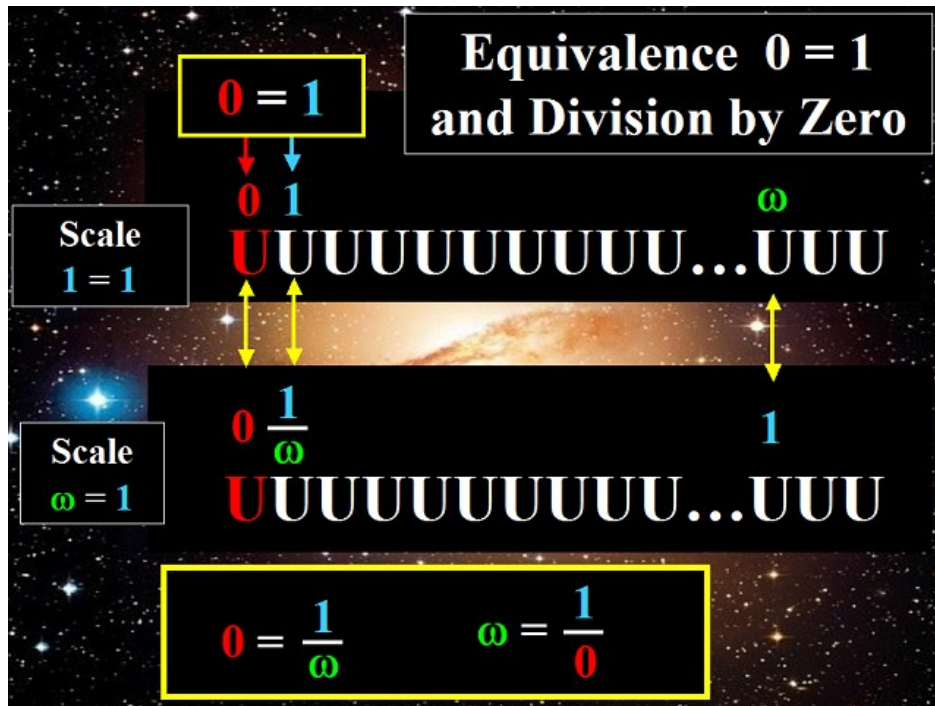 Equivalence 0 = 1
and Division by Zero
0 = 1
0 1 ω
Scale
1 = 1
UUUUUUUUUU...UUU
0 1/ω 1
Scale
ω = 1
UUUUUUUUUU...UUU
0 = 1/ω ω = 1/0